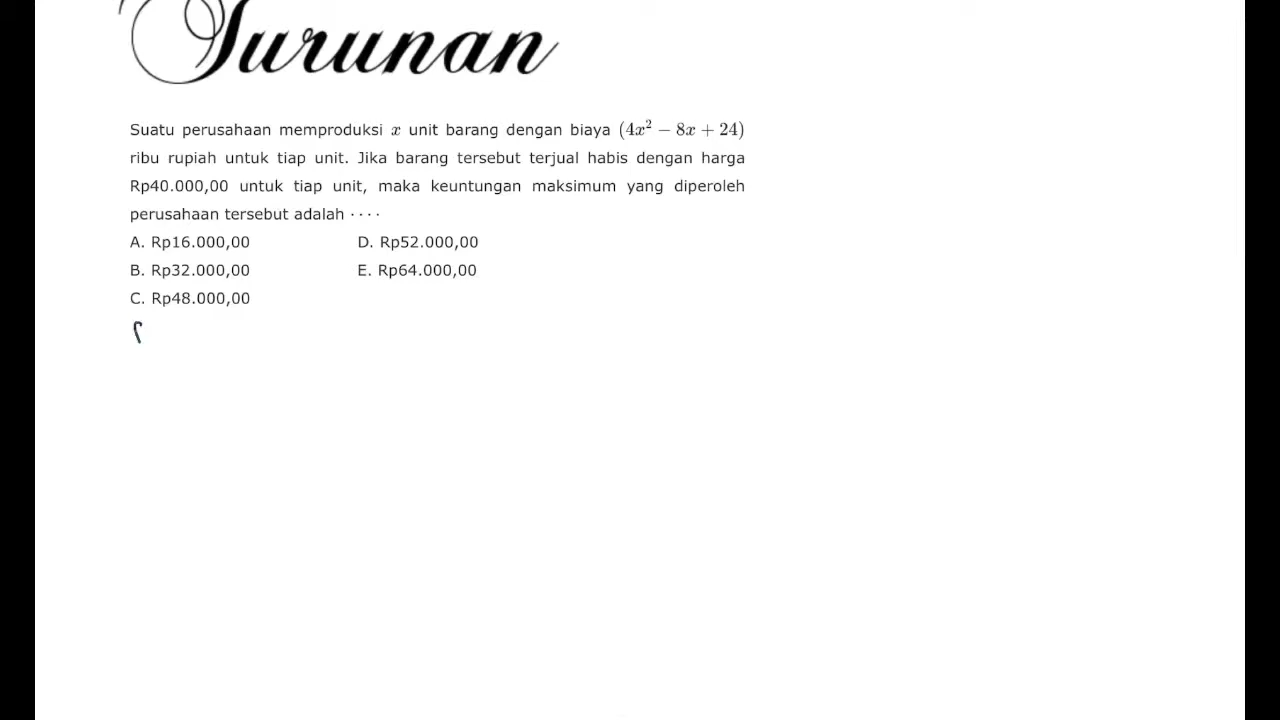 Turunan
Suatu perusahaan memproduksi x unit barang dengan biaya (4x² − 8x + 24)
ribu rupiah untuk tiap unit. Jika barang tersebut terjual habis dengan harga
Rp40.000,00 untuk tiap unit, maka keuntungan maksimum yang diperoleh
perusahaan tersebut adalah ····
A. Rp16.000,00 D. Rp52.000,00
B. Rp32.000,00 E. Rp64.000,00
C. Rp48.000,00